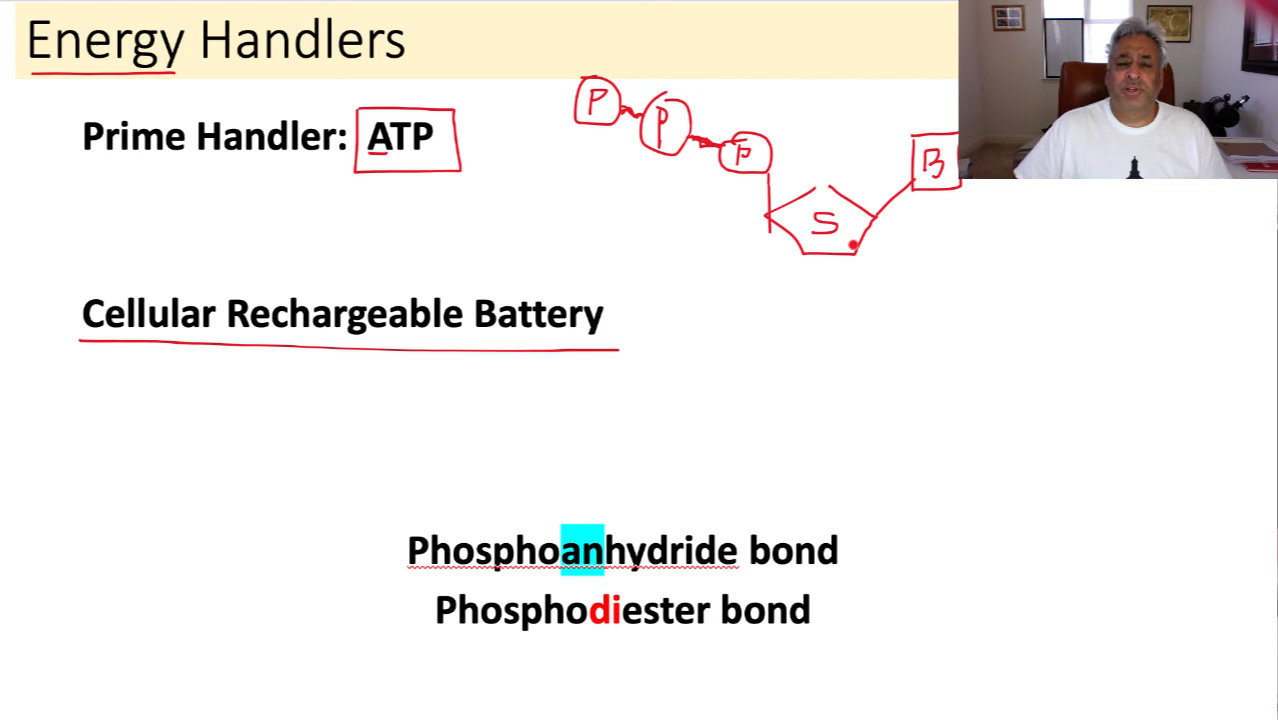 Energy Handlers
Prime Handler: ATP
P
P
P
B
S
Cellular Rechargeable Battery
Phosphoanhydride bond
Phosphodiester bond